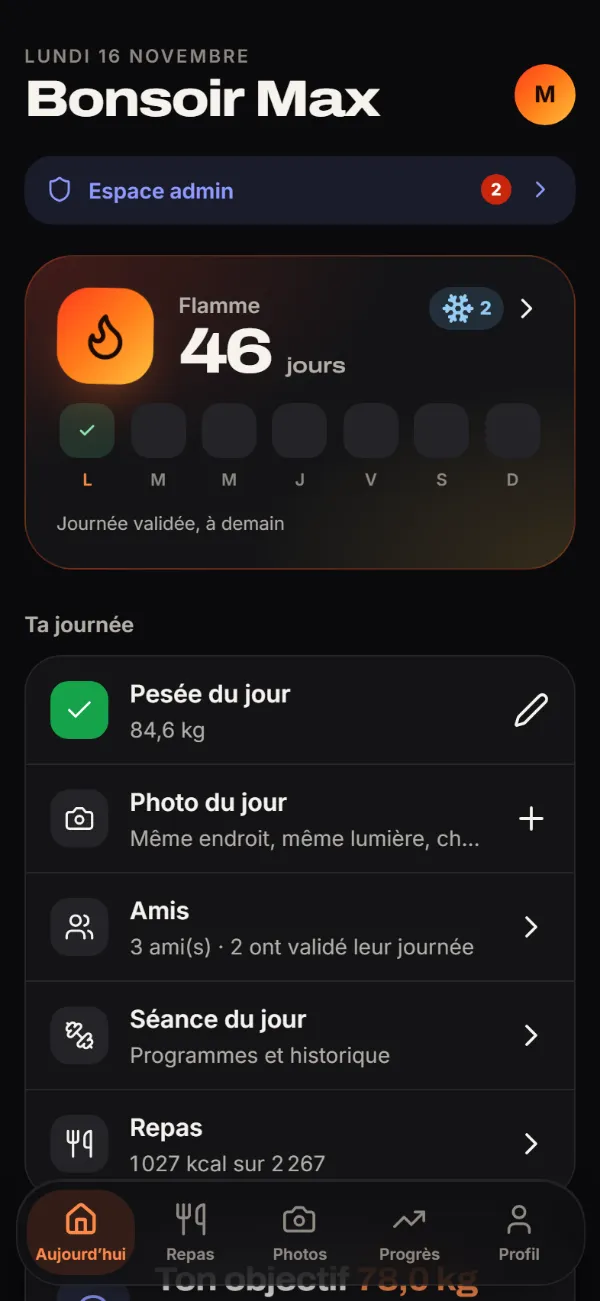 LUNDI 16 NOVEMBRE
Bonsoir Max
M
Espace admin
2
Flamme
2
46 jours
L M M J V S D
Journée validée, à demain
Ta journée
Pesée du jour
84,6 kg
Photo du jour
Même endroit, même lumière, ch...
Amis
3 ami(s) · 2 ont validé leur journée
Séance du jour
Programmes et historique
Repas
1 027 kcal sur 2 267
Aujourd'hui Repas Photos Progrès Profil
Ton objectif 78,0 kg